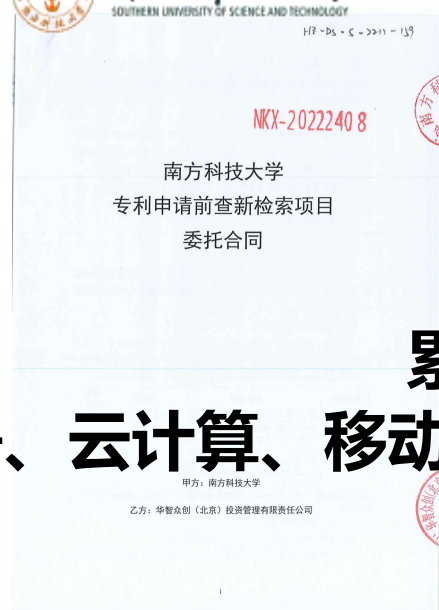 SOUTHERN UNIVERSITY OF SCIENCE AND TECHNOLOGY
NKX-20222408
南方科技大学
专利申请前查新检索项目
委托合同
累
、云计算、移动
甲方：南方科技大学
乙方：华智众创（北京）投资管理有限责任公司
1